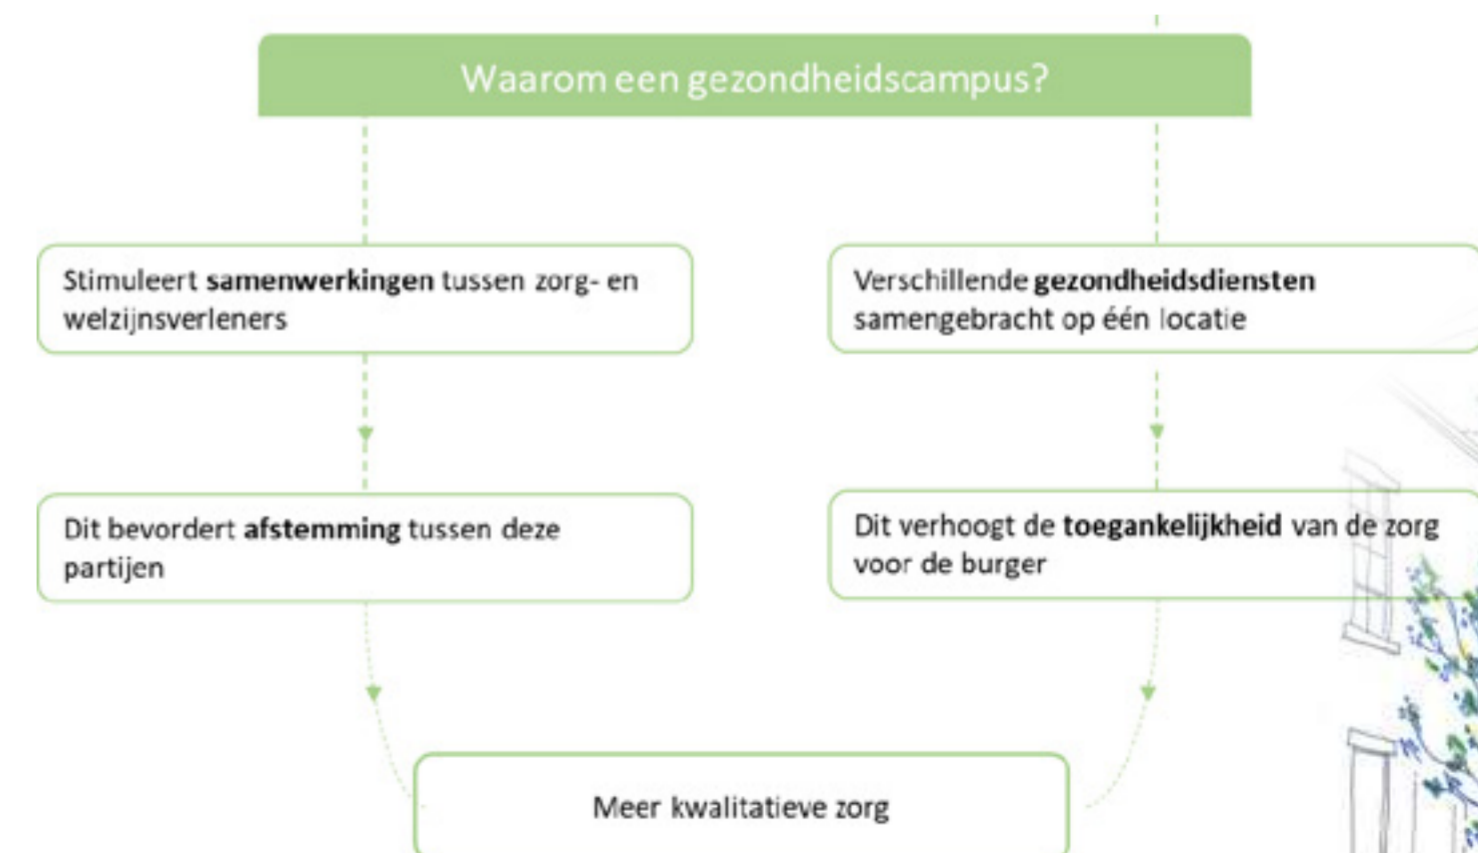 Waarom een gezondheidscampus?
Stimuleert samenwerkingen tussen zorg- en
welzijnsverleners
Verschillende gezondheidsdiensten
samengebracht op één locatie
Dit bevordert afstemming tussen deze
partijen
Dit verhoogt de toegankelijkheid van de zorg
voor de burger
Meer kwalitatieve zorg